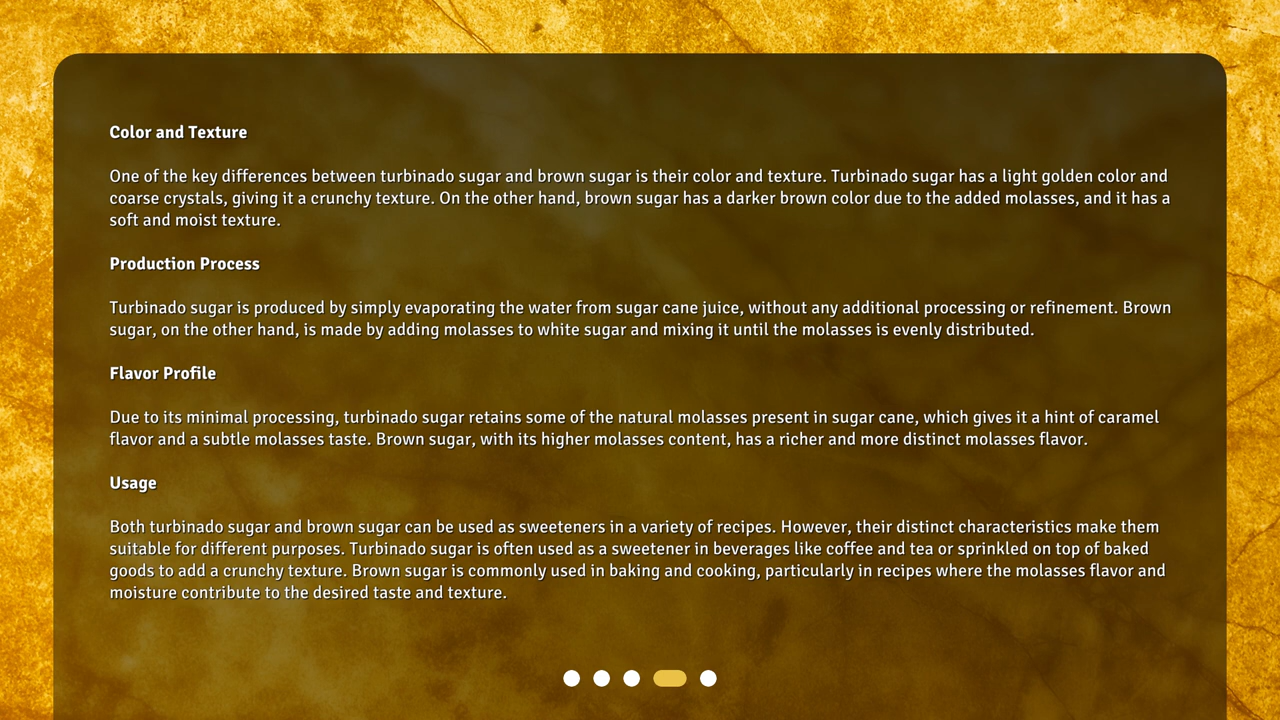 Color and Texture
One of the key differences between turbinado sugar and brown sugar is their color and texture. Turbinado sugar has a light golden color and
coarse crystals, giving it a crunchy texture. On the other hand, brown sugar has a darker brown color due to the added molasses, and it has a
soft and moist texture.
Production Process
Turbinado sugar is produced by simply evaporating the water from sugar cane juice, without any additional processing or refinement. Brown
sugar, on the other hand, is made by adding molasses to white sugar and mixing it until the molasses is evenly distributed.
Flavor Profile
Due to its minimal processing, turbinado sugar retains some of the natural molasses present in sugar cane, which gives it a hint of caramel
flavor and a subtle molasses taste. Brown sugar, with its higher molasses content, has a richer and more distinct molasses flavor.
Usage
Both turbinado sugar and brown sugar can be used as sweeteners in a variety of recipes. However, their distinct characteristics make them
suitable for different purposes. Turbinado sugar is often used as a sweetener in beverages like coffee and tea or sprinkled on top of baked
goods to add a crunchy texture. Brown sugar is commonly used in baking and cooking, particularly in recipes where the molasses flavor and
moisture contribute to the desired taste and texture.